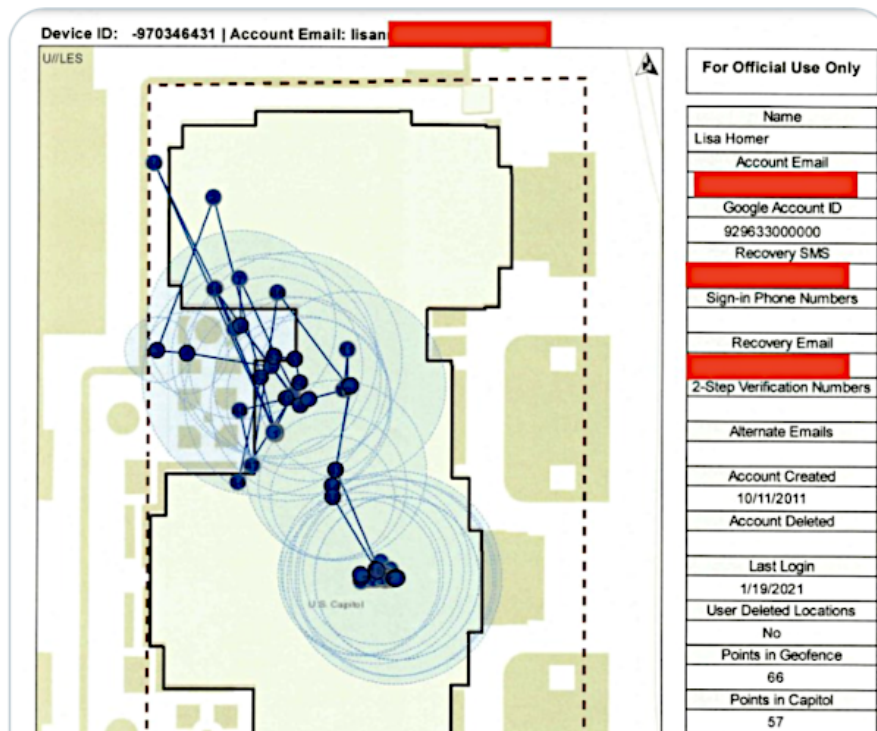 Device ID: -970346431 | Account Email: lisan
U//LES
For Official Use Only
Name
Lisa Homer
Account Email
Google Account ID
929633000000
Recovery SMS
Sign-in Phone Numbers
Recovery Email
2-Step Verification Numbers
Alternate Emails
Account Created
10/11/2011
Account Deleted
Last Login
1/19/2021
User Deleted Locations
No
Points in Geofence
66
Points in Capitol
57
U.S. Capitol